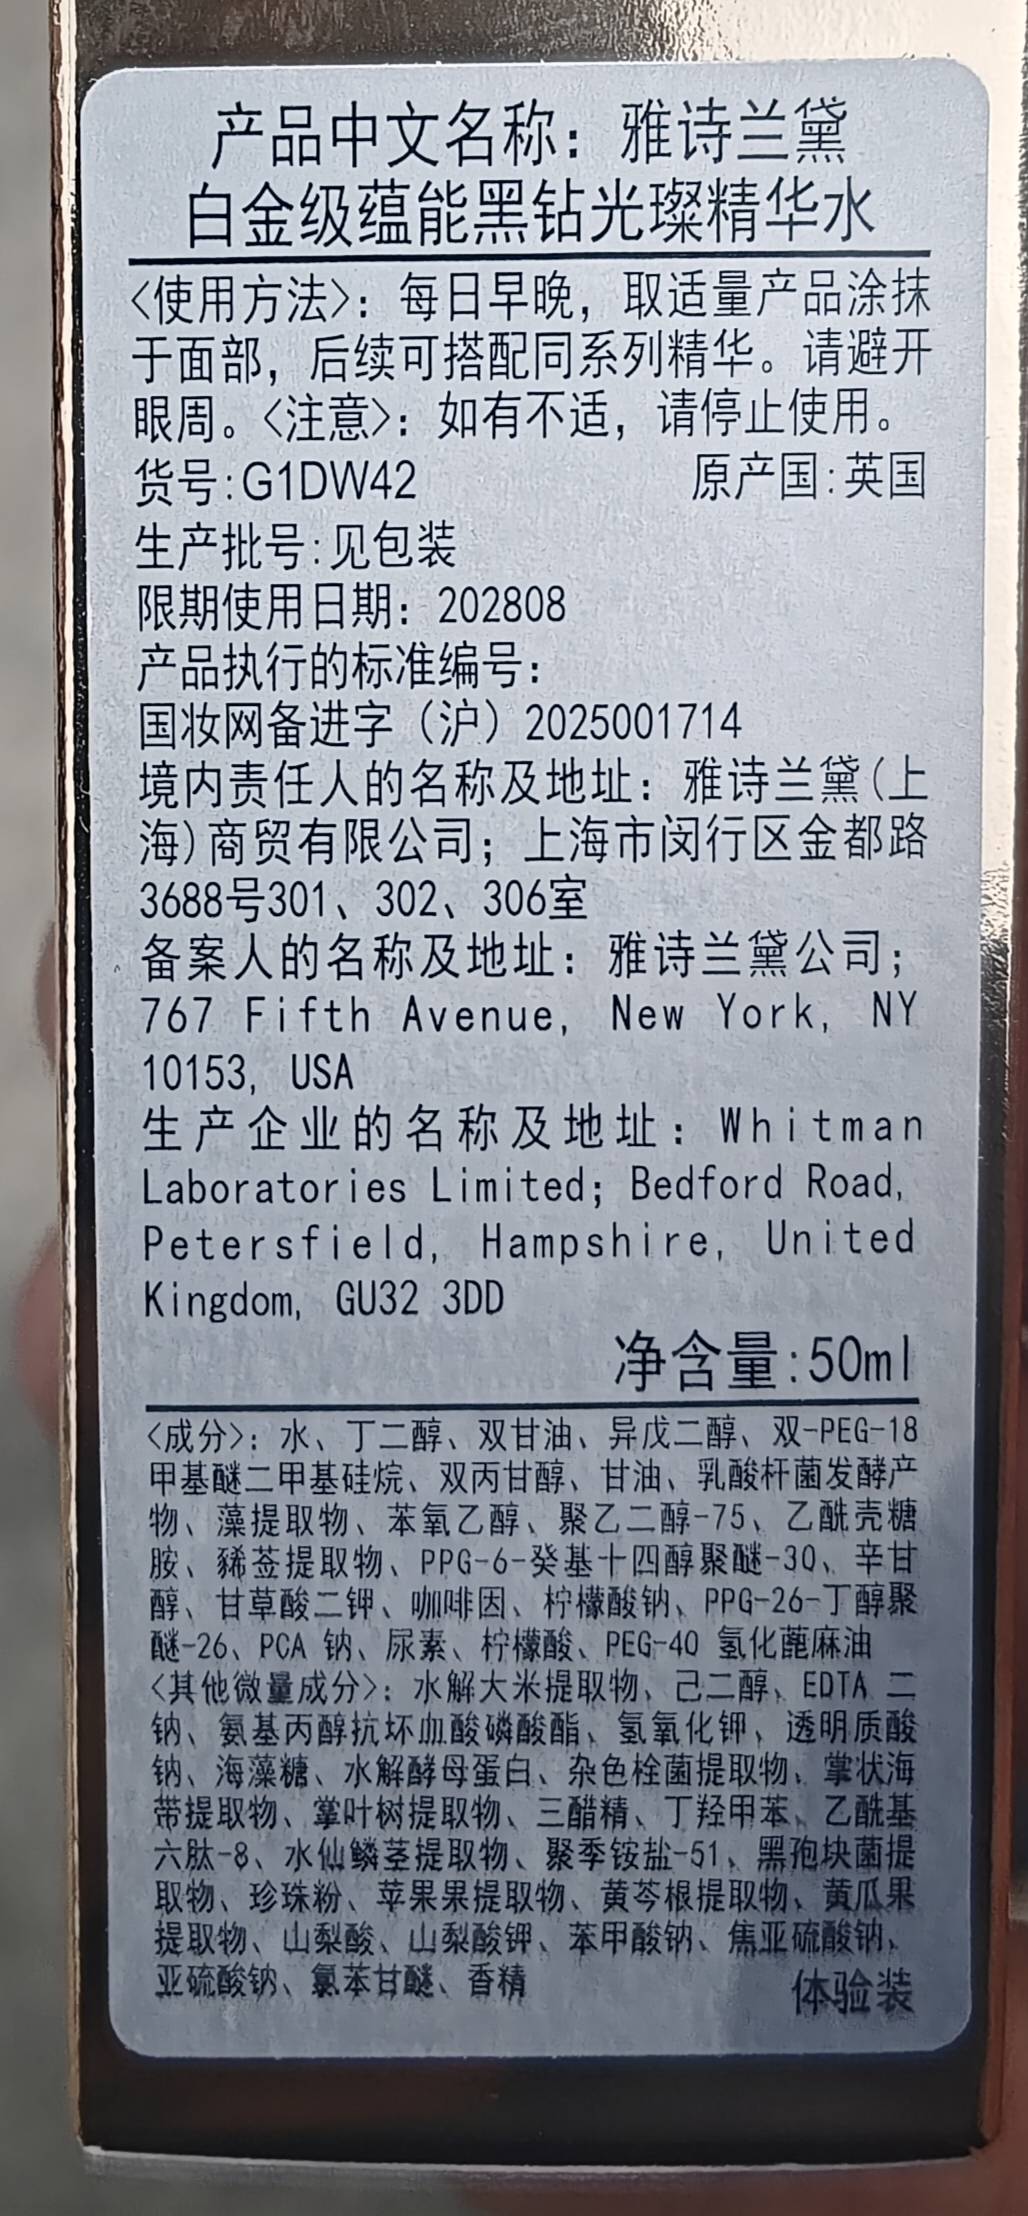 产品中文名称：雅诗兰黛
白金级蕴能黑钻光璨精华水
<使用方法>：每日早晚，取适量产品涂抹
于面部，后续可搭配同系列精华。请避开
眼周。<注意>：如有不适，请停止使用。
货号:G1DW42 原产国:英国
生产批号:见包装
限期使用日期：202808
产品执行的标准编号：
国妆网备进字（沪）2025001714
境内责任人的名称及地址：雅诗兰黛(上
海)商贸有限公司；上海市闵行区金都路
3688号301、302、306室
备案人的名称及地址：雅诗兰黛公司；
767 Fifth Avenue, New York, NY
10153, USA
生产企业的名称及地址：Whitman
Laboratories Limited; Bedford Road,
Petersfield, Hampshire, United
Kingdom, GU32 3DD
净含量:50ml
<成分>：水、丁二醇、双甘油、异戊二醇、双-PEG-18
甲基醚二甲基硅烷、双丙甘醇、甘油、乳酸杆菌发酵产
物、藻提取物、苯氧乙醇、聚乙二醇-75、乙酰壳糖
胺、豨莶提取物、PPG-6-癸基十四醇聚醚-30、辛甘
醇、甘草酸二钾、咖啡因、柠檬酸钠、PPG-26-丁醇聚
醚-26、PCA 钠、尿素、柠檬酸、PEG-40 氢化蓖麻油
<其他微量成分>：水解大米提取物、己二醇、EDTA 二
钠、氨基丙醇抗坏血酸磷酸酯、氢氧化钾、透明质酸
钠、海藻糖、水解酵母蛋白、杂色栓菌提取物、掌状海
带提取物、掌叶树提取物、三醋精、丁羟甲苯、乙酰基
六肽-8、水仙鳞茎提取物、聚季铵盐-51、黑孢块菌提
取物、珍珠粉、苹果果提取物、黄芩根提取物、黄瓜果
提取物、山梨酸、山梨酸钾、苯甲酸钠、焦亚硫酸钠、
亚硫酸钠、氯苯甘醚、香精 体验装